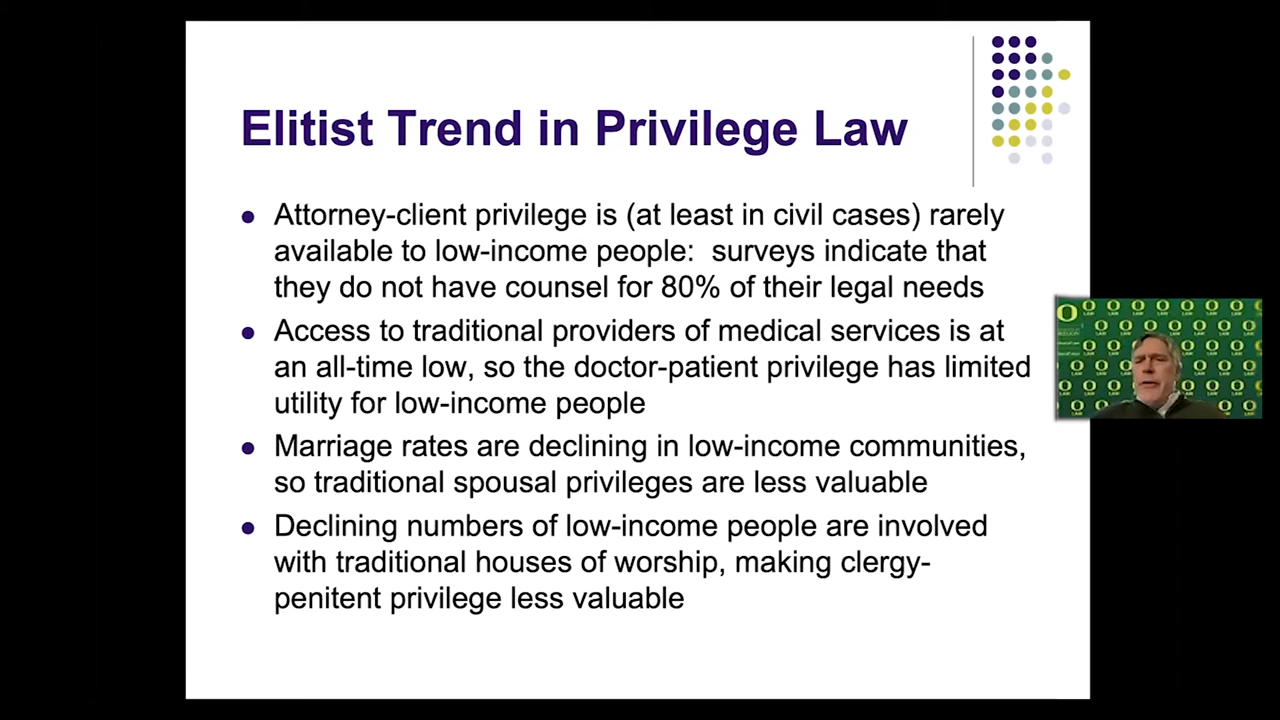 Elitist Trend in Privilege Law
● Attorney-client privilege is (at least in civil cases) rarely
available to low-income people:  surveys indicate that
they do not have counsel for 80% of their legal needs
● Access to traditional providers of medical services is at
an all-time low, so the doctor-patient privilege has limited
utility for low-income people
● Marriage rates are declining in low-income communities,
so traditional spousal privileges are less valuable
● Declining numbers of low-income people are involved
with traditional houses of worship, making clergy-
penitent privilege less valuable
O
LAW